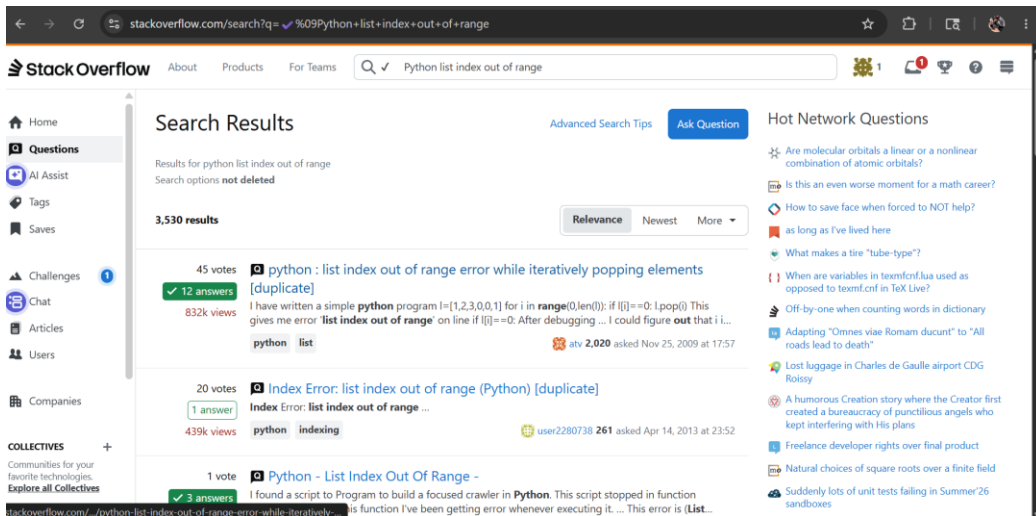 stackoverflow.com/search?q=✔%09Python+list+index+out+of+range
Stack Overflow
About
Products
For Teams
✓ Python list index out of range
1
1
Home
Questions
AI Assist
Tags
Saves
Challenges
1
Chat
Articles
Users
Companies
COLLECTIVES
+
Communities for your
favorite technologies.
Explore all Collectives
stackoverflow.com/.../python-list-index-out-of-range-error-while-iteratively-...
Search Results
Advanced Search Tips
Ask Question
Results for python list index out of range
Search options not deleted
3,530 results
Relevance
Newest
More
45 votes
12 answers
832k views
python : list index out of range error while iteratively popping elements
[duplicate]
I have written a simple python program l=[1,2,3,0,0,1] for i in range(0,len(l)): if l[i]==0: l.pop(i) This
gives me error 'list index out of range' on line if l[i]==0: After debugging ... I could figure out that i i...
python list
atv 2,020 asked Nov 25, 2009 at 17:57
20 votes
1 answer
439k views
Index Error: list index out of range (Python) [duplicate]
Index Error: list index out of range ...
python indexing
user2280738 261 asked Apr 14, 2013 at 23:52
1 vote
3 answers
Python - List Index Out Of Range -
I found a script to Program to build a focused crawler in Python. This script stopped in function
is function I've been getting error whenever executing it. ... This error is (List...
Hot Network Questions
Are molecular orbitals a linear or a nonlinear
combination of atomic orbitals?
Is this an even worse moment for a math career?
How to save face when forced to NOT help?
as long as I've lived here
What makes a tire "tube-type"?
When are variables in texmfcnf.lua used as
opposed to texmf.cnf in TeX Live?
Off-by-one when counting words in dictionary
Adapting "Omnes viae Romam ducunt" to "All
roads lead to death"
Lost luggage in Charles de Gaulle airport CDG
Roissy
A humorous Creation story where the Creator first
created a bureaucracy of punctilious angels who
kept interfering with His plans
Freelance developer rights over final product
Natural choices of square roots over a finite field
Suddenly lots of unit tests failing in Summer'26
sandboxes